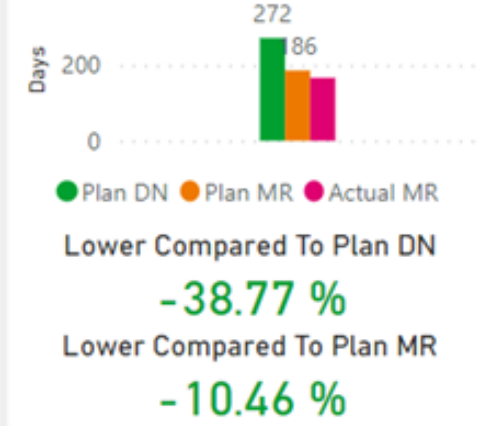 272
186
Days
200
0
Plan DN Plan MR Actual MR
Lower Compared To Plan DN
-38.77 %
Lower Compared To Plan MR
-10.46 %